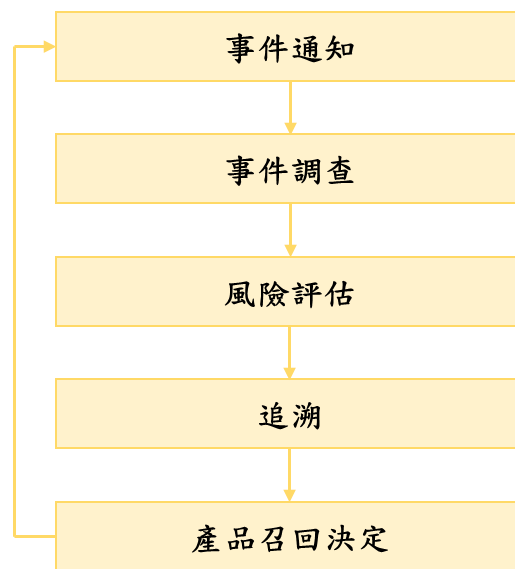 事件通知
事件調查
風險評估
追溯
產品召回決定